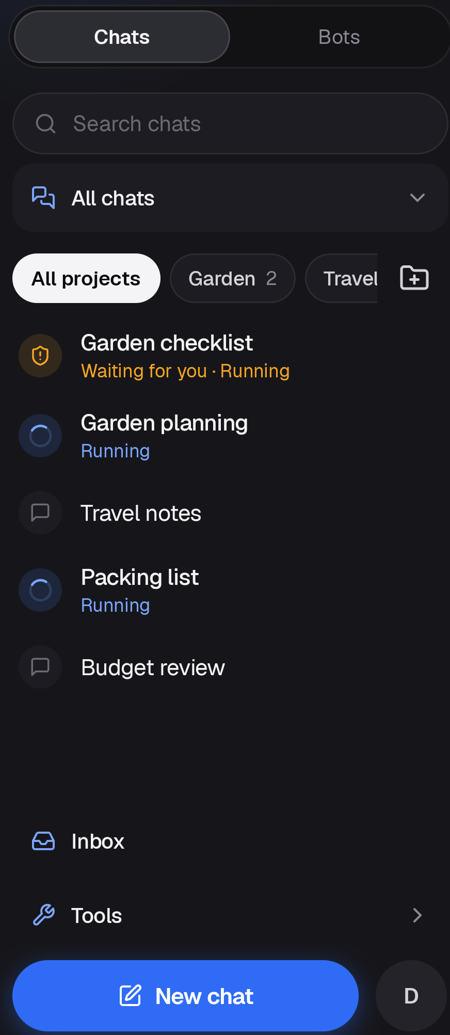 Chats
Bots
Search chats
All chats
All projects
Garden 2
Travel
Garden checklist
Waiting for you · Running
Garden planning
Running
Travel notes
Packing list
Running
Budget review
Inbox
Tools
New chat
D